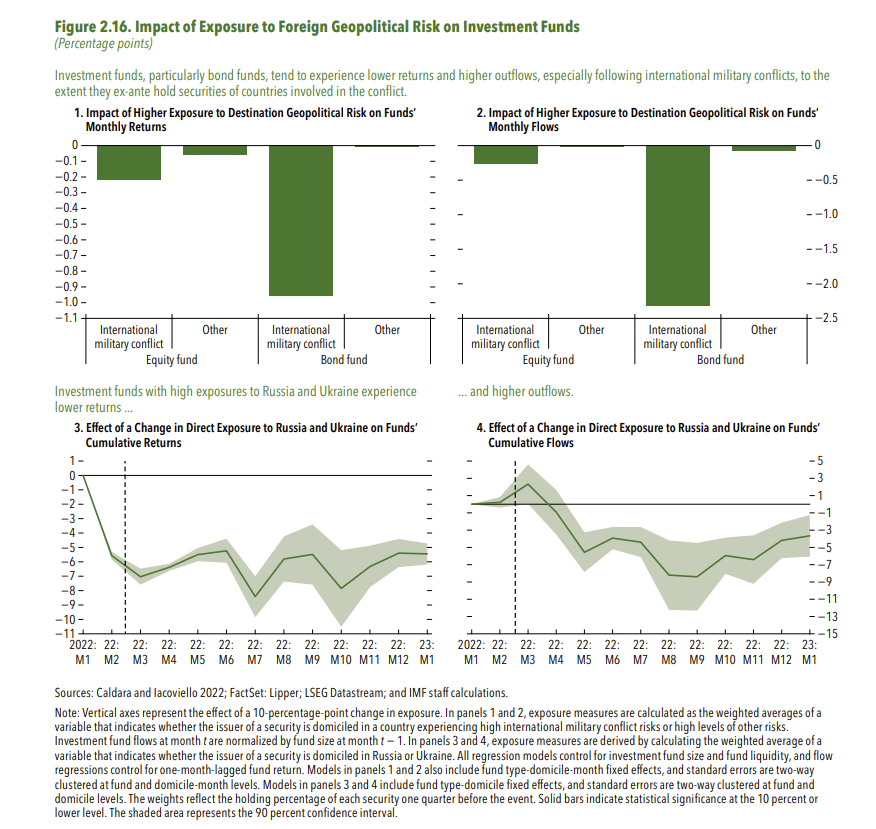 Figure 2.16. Impact of Exposure to Foreign Geopolitical Risk on Investment Funds
(Percentage points)
Investment funds, particularly bond funds, tend to experience lower returns and higher outflows, especially following international military conflicts, to the
extent they ex-ante hold securities of countries involved in the conflict.
1. Impact of Higher Exposure to Destination Geopolitical Risk on Funds'
Monthly Returns
0
–0.1
–0.2
–0.3
–0.4
–0.5
–0.6
–0.7
–0.8
–0.9
–1.0
–1.1
International
military conflict
Other
International
military conflict
Other
Equity fund
Bond fund
2. Impact of Higher Exposure to Destination Geopolitical Risk on Funds'
Monthly Flows
0
–0.5
–1.0
–1.5
–2.0
–2.5
International
military conflict
Other
International
military conflict
Other
Equity fund
Bond fund
Investment funds with high exposures to Russia and Ukraine experience
lower returns ...
3. Effect of a Change in Direct Exposure to Russia and Ukraine on Funds'
Cumulative Returns
1
0
–1
–2
–3
–4
–5
–6
–7
–8
–9
–10
–11
2022: 22: 22: 22: 22: 22: 22: 22: 22: 22: 22: 22: 23:
M1 M2 M3 M4 M5 M6 M7 M8 M9 M10 M11 M12 M1
... and higher outflows.
4. Effect of a Change in Direct Exposure to Russia and Ukraine on Funds'
Cumulative Flows
5
3
1
–1
–3
–5
–7
–9
–11
–13
–15
2022: 22: 22: 22: 22: 22: 22: 22: 22: 22: 22: 22: 23:
M1 M2 M3 M4 M5 M6 M7 M8 M9 M10 M11 M12 M1
Sources: Caldara and Iacoviello 2022; FactSet: Lipper; LSEG Datastream; and IMF staff calculations.
Note: Vertical axes represent the effect of a 10-percentage-point change in exposure. In panels 1 and 2, exposure measures are calculated as the weighted averages of a
variable that indicates whether the issuer of a security is domiciled in a country experiencing high international military conflict risks or high levels of other risks.
Investment fund flows at month t are normalized by fund size at month t – 1. In panels 3 and 4, exposure measures are derived by calculating the weighted average of a
variable that indicates whether the issuer of a security is domiciled in Russia or Ukraine. All regression models control for investment fund size and fund liquidity, and flow
regressions control for one-month-lagged fund return. Models in panels 1 and 2 also include fund type-domicile-month fixed effects, and standard errors are two-way
clustered at fund and domicile-month levels. Models in panels 3 and 4 include fund type-domicile fixed effects, and standard errors are two-way clustered at fund and
domicile levels. The weights reflect the holding percentage of each security one quarter before the event. Solid bars indicate statistical significance at the 10 percent or
lower level. The shaded area represents the 90 percent confidence interval.